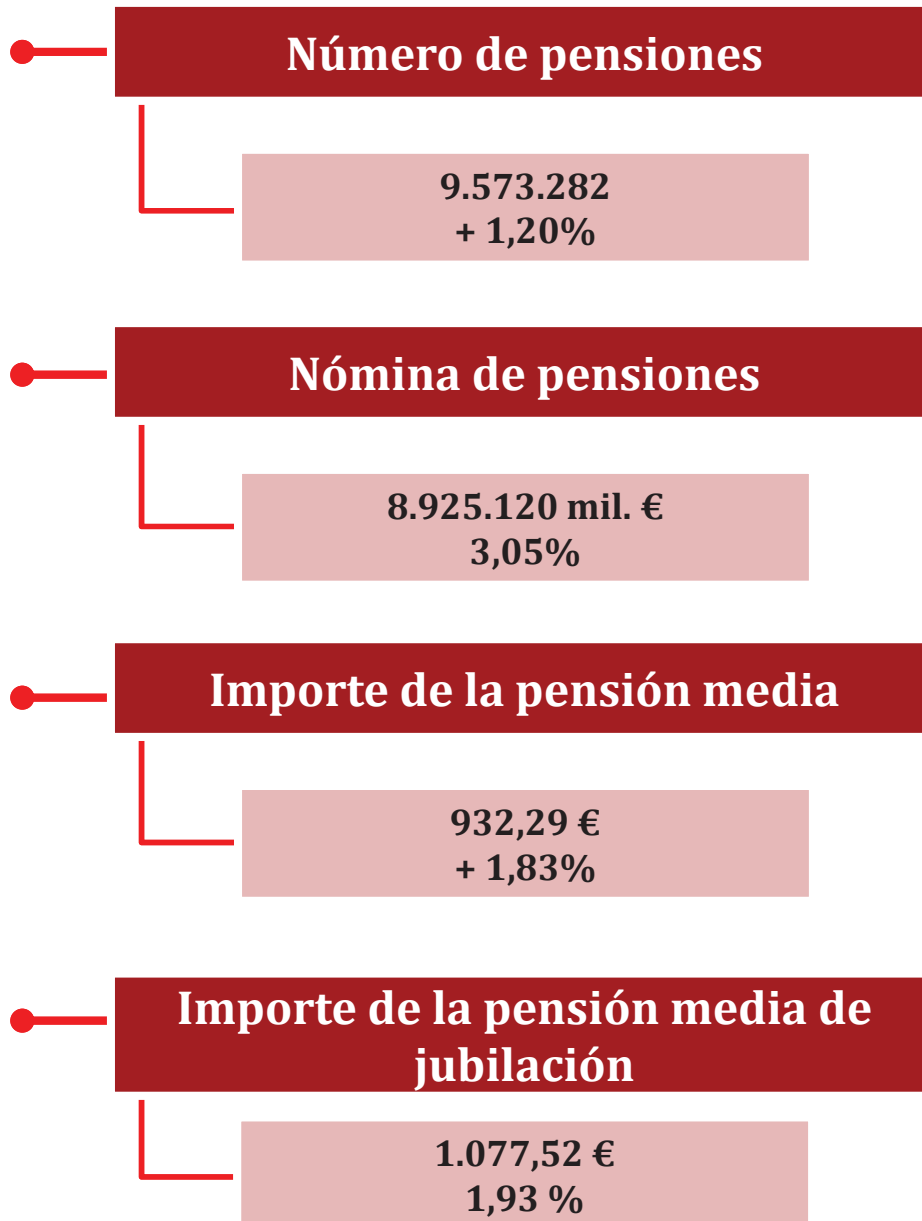 Número de pensiones
9.573.282
+ 1,20%
Nómina de pensiones
8.925.120 mil. €
3,05%
Importe de la pensión media
932,29 €
+ 1,83%
Importe de la pensión media de
jubilación
1.077,52 €
1,93 %